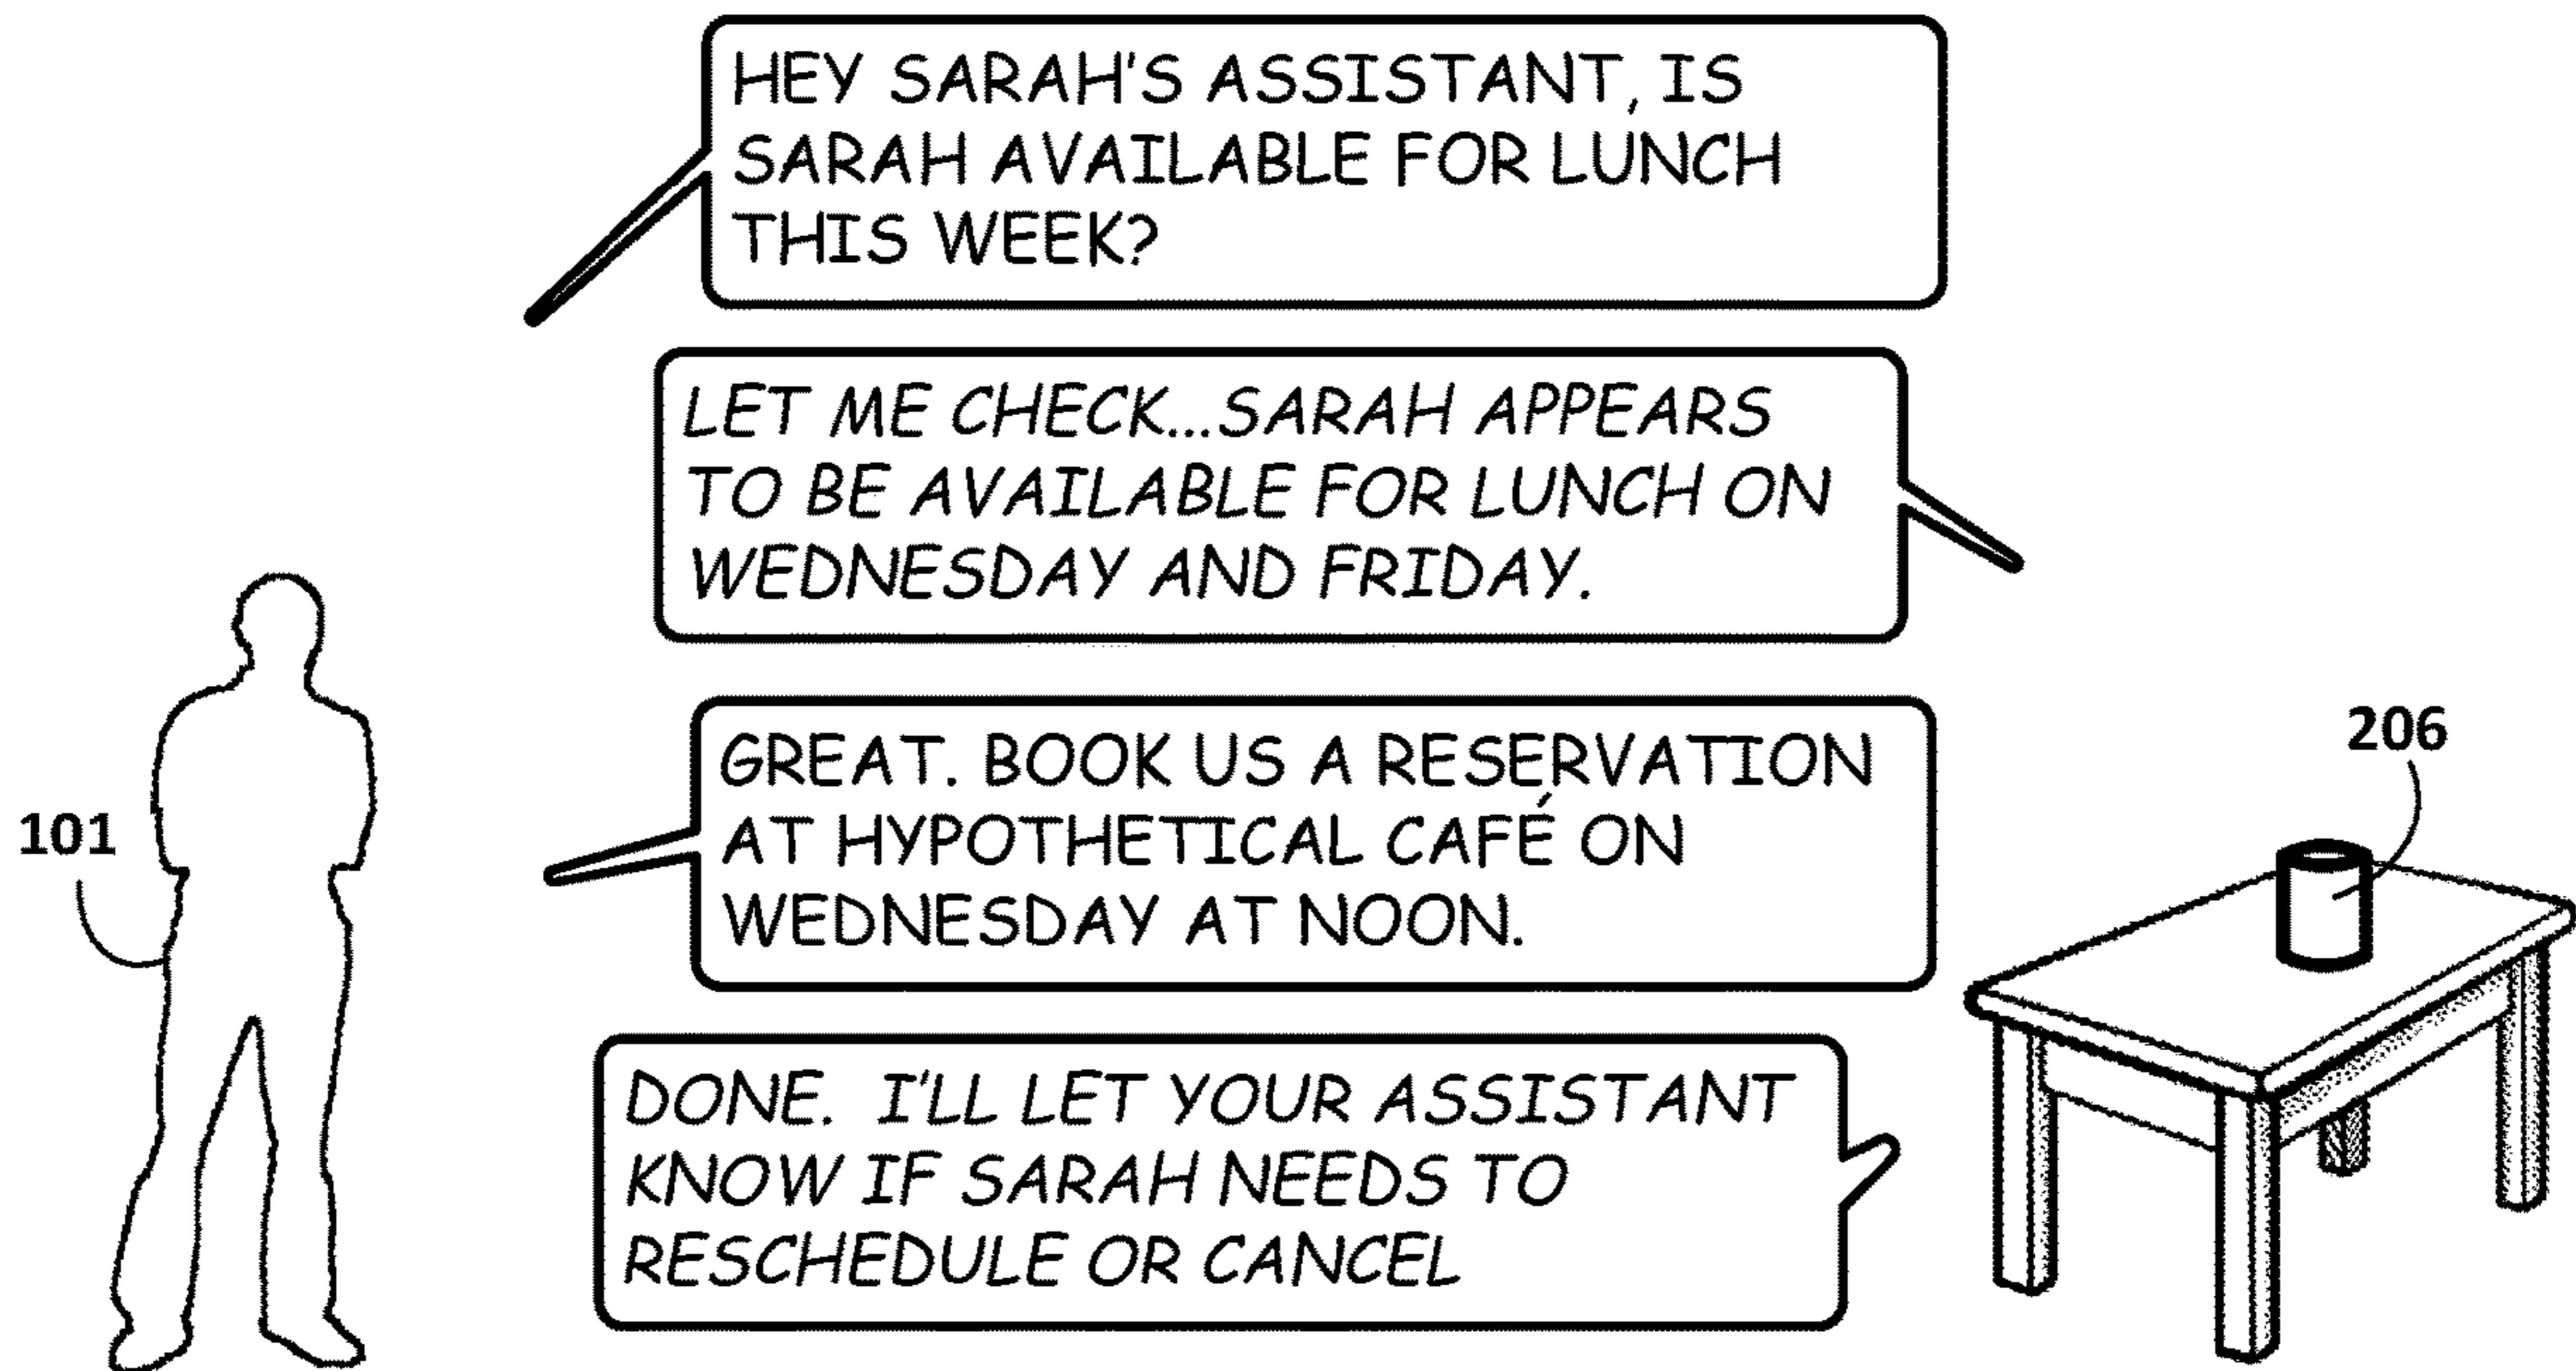 HEY SARAH'S ASSISTANT, IS
SARAH AVAILABLE FOR LUNCH
THIS WEEK?
LET ME CHECK...SARAH APPEARS
TO BE AVAILABLE FOR LUNCH ON
WEDNESDAY AND FRIDAY.
GREAT. BOOK US A RESERVATION
AT HYPOTHETICAL CAFÉ ON
WEDNESDAY AT NOON.
DONE. I'LL LET YOUR ASSISTANT
KNOW IF SARAH NEEDS TO
RESCHEDULE OR CANCEL
101
206